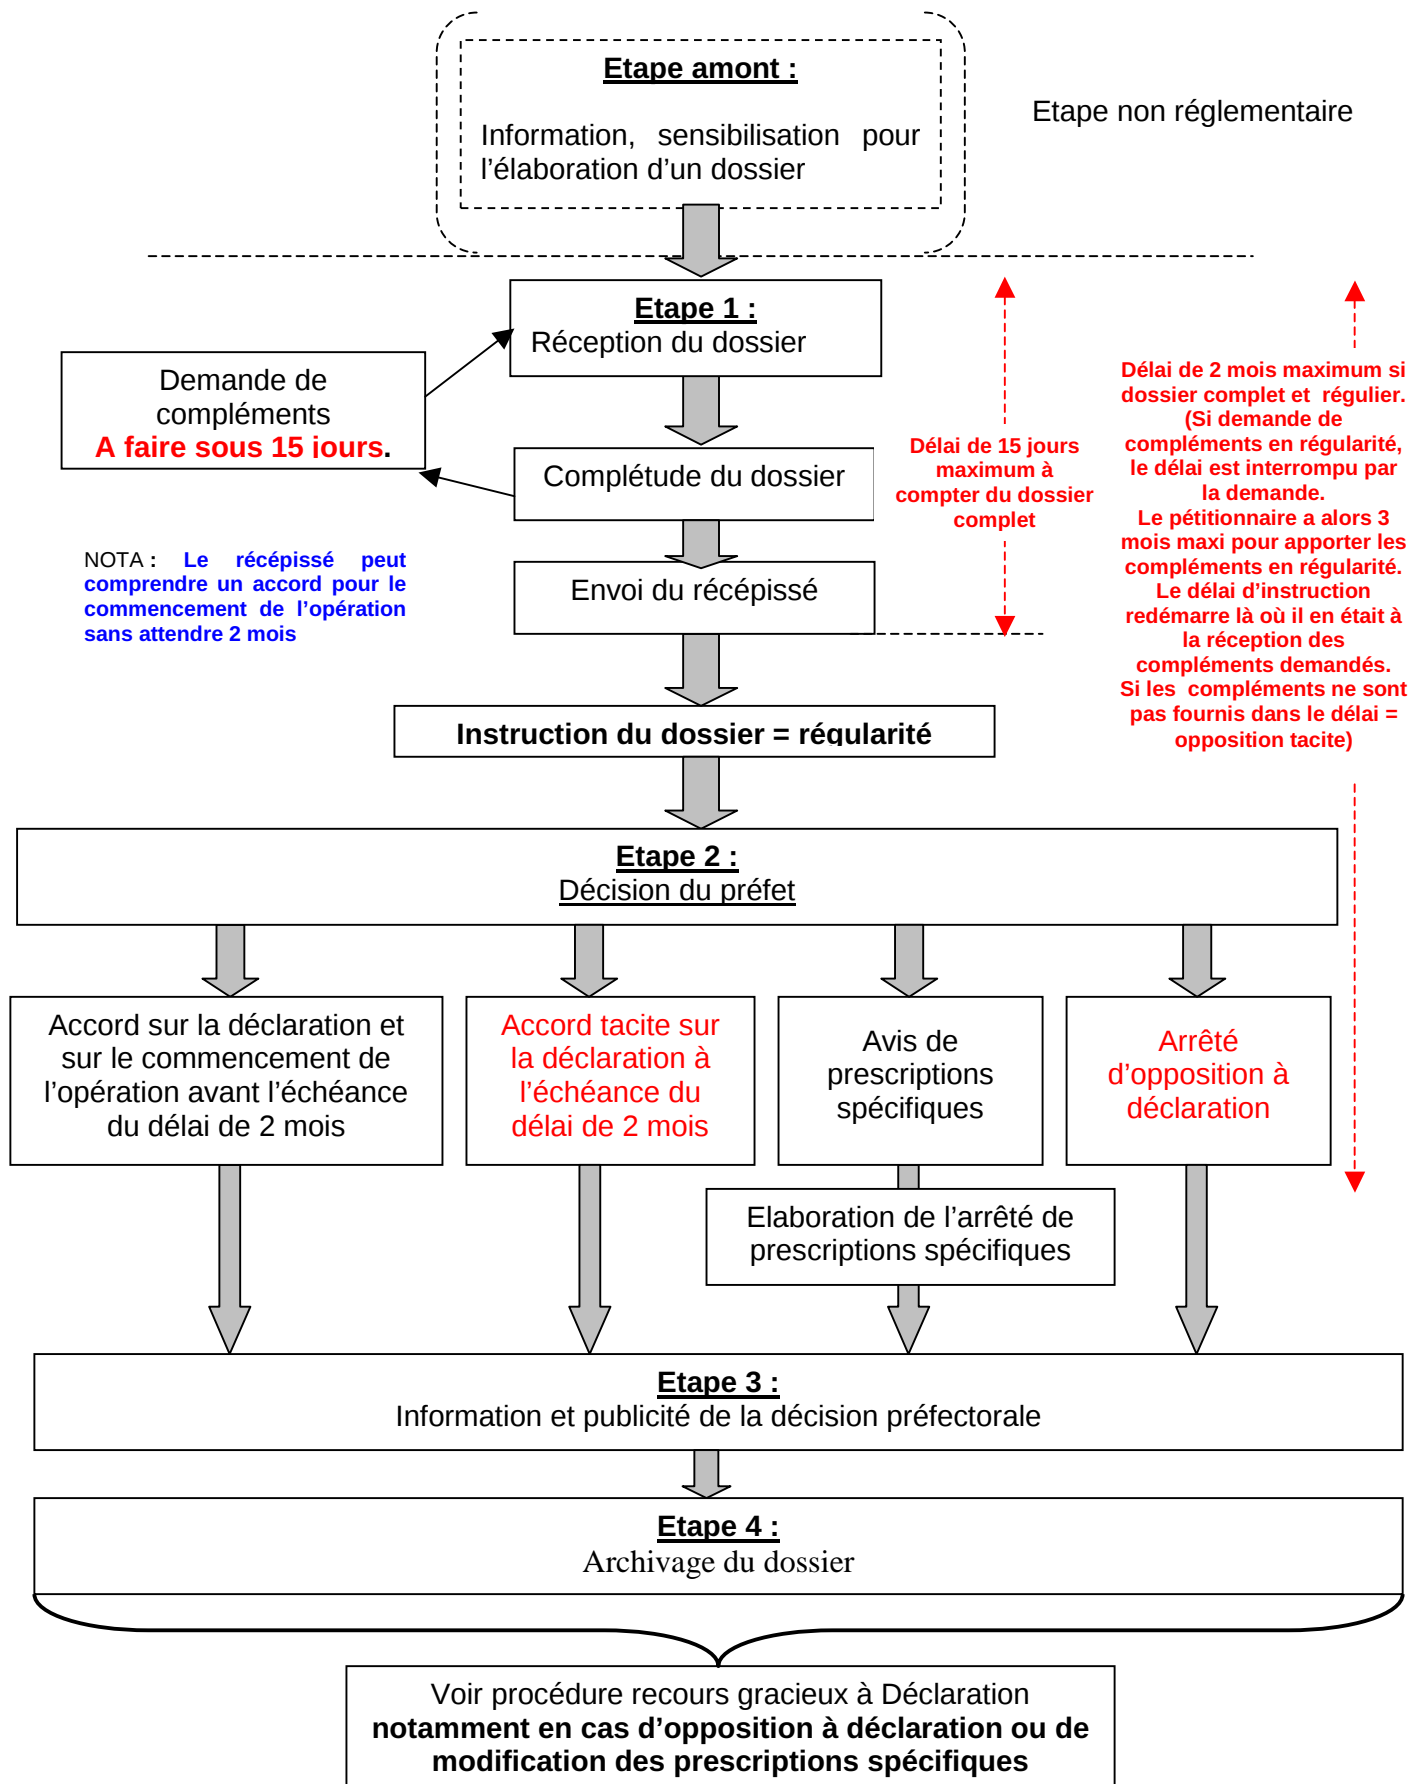 Etape amont :
Information, sensibilisation pour
l'élaboration d'un dossier
Etape non réglementaire
Etape 1 :
Réception du dossier
Demande de
compléments
A faire sous 15 jours.
Complétude du dossier
Envoi du récépissé
NOTA : Le récépissé peut
comprendre un accord pour le
commencement de l'opération
sans attendre 2 mois
Délai de 15 jours
maximum à
compter du dossier
complet
Délai de 2 mois maximum si
dossier complet et régulier.
(Si demande de
compléments en régularité,
le délai est interrompu par
la demande.
Le pétitionnaire a alors 3
mois maxi pour apporter les
compléments en régularité.
Le délai d'instruction
redémarre là où il en était à
la réception des
compléments demandés.
Si les compléments ne sont
pas fournis dans le délai =
opposition tacite)
Instruction du dossier = régularité
Etape 2 :
Décision du préfet
Accord sur la déclaration et
sur le commencement de
l'opération avant l'échéance
du délai de 2 mois
Accord tacite sur
la déclaration à
l'échéance du
délai de 2 mois
Avis de
prescriptions
spécifiques
Arrêté
d'opposition à
déclaration
Elaboration de l'arrêté de
prescriptions spécifiques
Etape 3 :
Information et publicité de la décision préfectorale
Etape 4 :
Archivage du dossier
Voir procédure recours gracieux à Déclaration
notamment en cas d'opposition à déclaration ou de
modification des prescriptions spécifiques